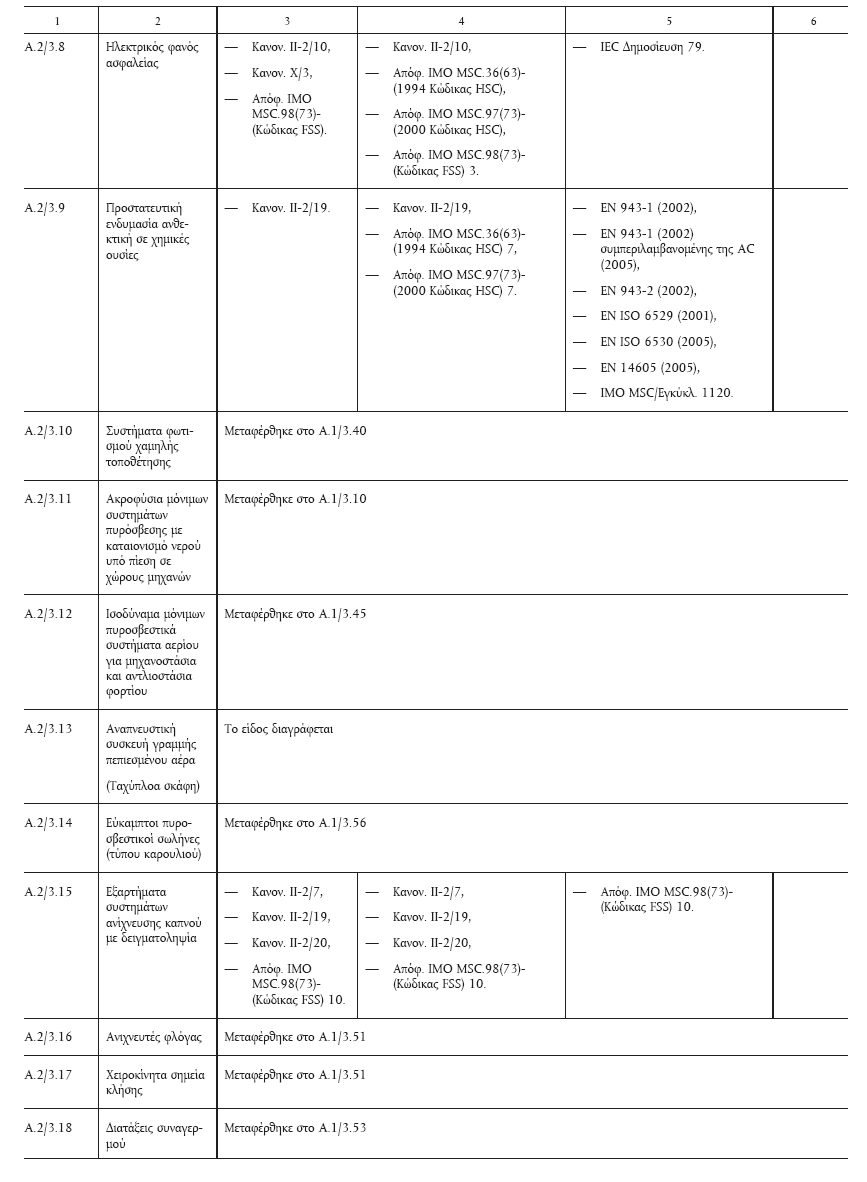 1 2 3 4 5 6
A.2/3.8
Ηλεκτρικός φανός
ασφαλείας
— Κανον. II-2/10,
— Κανον. X/3,
— Απόφ. IMO
MSC.98(73)-
(Κώδικας FSS).
— Κανον. II-2/10,
— Απόφ. IMO MSC.36(63)-
(1994 Κώδικας HSC),
— Απόφ. IMO MSC.97(73)-
(2000 Κώδικας HSC),
— Απόφ. IMO MSC.98(73)-
(Κώδικας FSS) 3.
— IEC Δημοσίευση 79.
A.2/3.9
Προστατευτική
ενδυμασία ανθε-
κτική σε χημικές
ουσίες
— Κανον. II-2/19.
— Κανον. II-2/19,
— Απόφ. IMO MSC.36(63)-
(1994 Κώδικας HSC) 7,
— Απόφ. IMO MSC.97(73)-
(2000 Κώδικας HSC) 7.
— EN 943-1 (2002),
— EN 943-1 (2002)
συμπεριλαμβανομένης της AC
(2005),
— EN 943-2 (2002),
— EN ISO 6529 (2001),
— EN ISO 6530 (2005),
— EN 14605 (2005),
— IMO MSC/Εγκύκλ. 1120.
A.2/3.10
Συστήματα φωτι-
σμού χαμηλής
τοποθέτησης
Μεταφέρθηκε στο A.1/3.40
A.2/3.11
Ακροφύσια μόνιμων
συστημάτων
πυρόσβεσης με
καταιονισμό νερού
υπό πίεση σε
χώρους μηχανών
Μεταφέρθηκε στο A.1/3.10
A.2/3.12
Ισοδύναμα μόνιμων
πυροσβεστικά
συστήματα αερίου
για μηχανοστάσια
και αντλιοστάσια
φορτίου
Μεταφέρθηκε στο A.1/3.45
A.2/3.13
Αναπνευστική
συσκευή γραμμής
πεπιεσμένου αέρα
(Ταχύπλοα σκάφη)
Το είδος διαγράφεται
A.2/3.14
Εύκαμπτοι πυρο-
σβεστικοί σωλήνες
(τύπου καρουλιού)
Μεταφέρθηκε στο A.1/3.56
A.2/3.15
Εξαρτήματα
συστημάτων
ανίχνευσης καπνού
με δειγματοληψία
— Κανον. II-2/7,
— Κανον. II-2/19,
— Κανον. II-2/20,
— Απόφ. IMO
MSC.98(73)-
(Κώδικας FSS) 10.
— Κανον. II-2/7,
— Κανον. II-2/19,
— Κανον. II-2/20,
— Απόφ. IMO MSC.98(73)-
(Κώδικας FSS) 10.
— Απόφ. IMO MSC.98(73)-
(Κώδικας FSS) 10.
A.2/3.16
Ανιχνευτές φλόγας
Μεταφέρθηκε στο A.1/3.51
A.2/3.17
Χειροκίνητα σημεία
κλήσης
Μεταφέρθηκε στο A.1/3.51
A.2/3.18
Διατάξεις συναγερ-
μού
Μεταφέρθηκε στο A.1/3.53